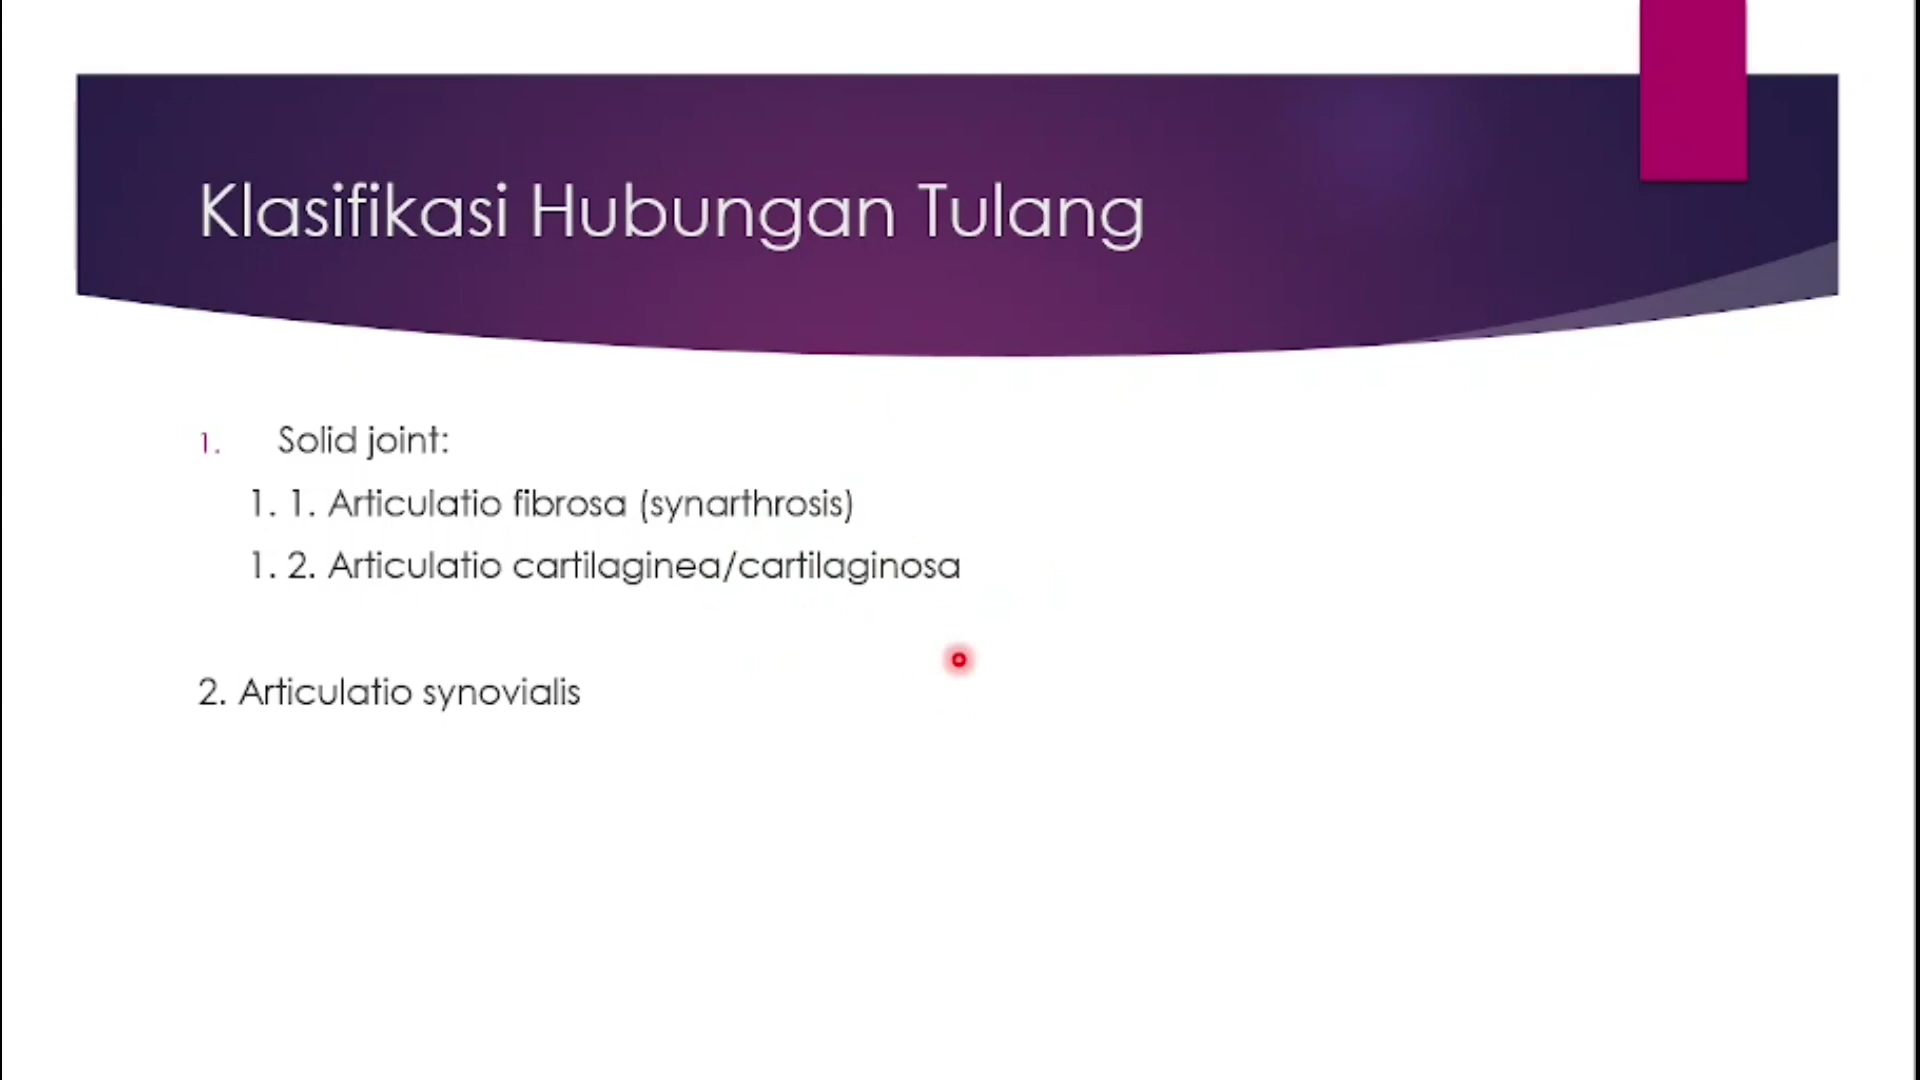 Klasifikasi Hubungan Tulang
1. Solid joint:
1. 1. Articulatio fibrosa (synarthrosis)
1. 2. Articulatio cartilaginea/cartilaginosa
2. Articulatio synovialis